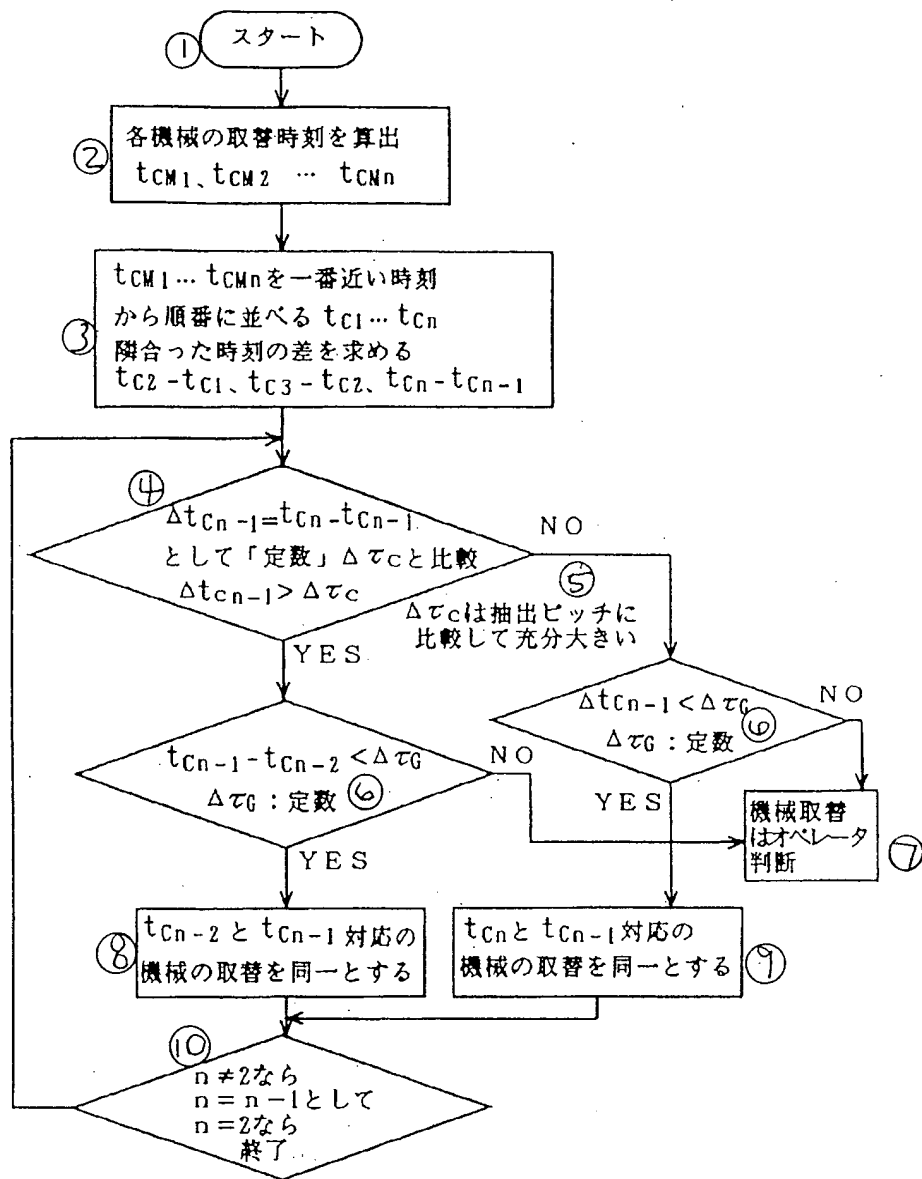 ① スタート
② 各機械の取替時刻を算出
tCM1、tCM2 … tCMn
③ tCM1… tCMnを一番近い時刻
から順番に並べる tC1… tCn
隣合った時刻の差を求める
tC2-tC1、tC3-tC2、tCn-tCn-1
④
ΔtCn-1=tCn-tCn-1
として「定数」Δτcと比較
Δtcn-1>Δτc
NO
⑤
Δτcは抽出ピッチに
比較して充分大きい
YES
ΔtCn-1<ΔτG
ΔτG:定数 ⑥
NO
YES
tCn-1-tCn-2<ΔτG
ΔτG:定数 ⑥
NO
YES
機械取替
はオペレータ
判断
⑦
⑧ tCn-2とtCn-1対応の
機械の取替を同一とする
tCnとtCn-1対応の
機械の取替を同一とする ⑨
⑩
n≠2なら
n=n-1として
n=2なら
終了